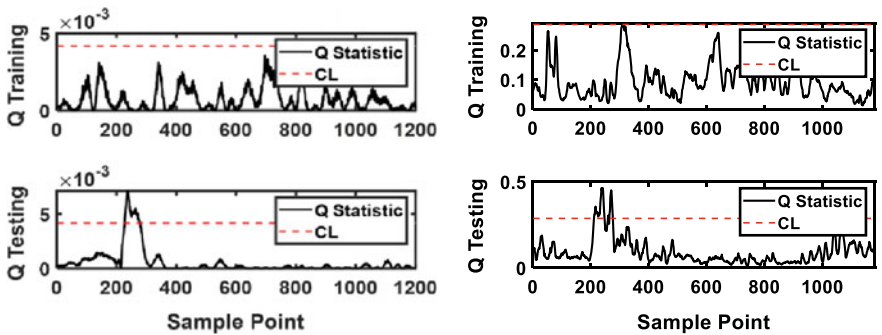 ×10⁻³
5
0
Q Training
Q Statistic
CL
0 200 400 600 800 1000 1200
0.2
0.1
0
Q Training
Q Statistic
CL
0 200 400 600 800 1000
×10⁻³
5
0
Q Testing
Q Statistic
CL
0 200 400 600 800 1000 1200
Sample Point
0.5
0
Q Testing
Q Statistic
CL
0 200 400 600 800 1000
Sample Point